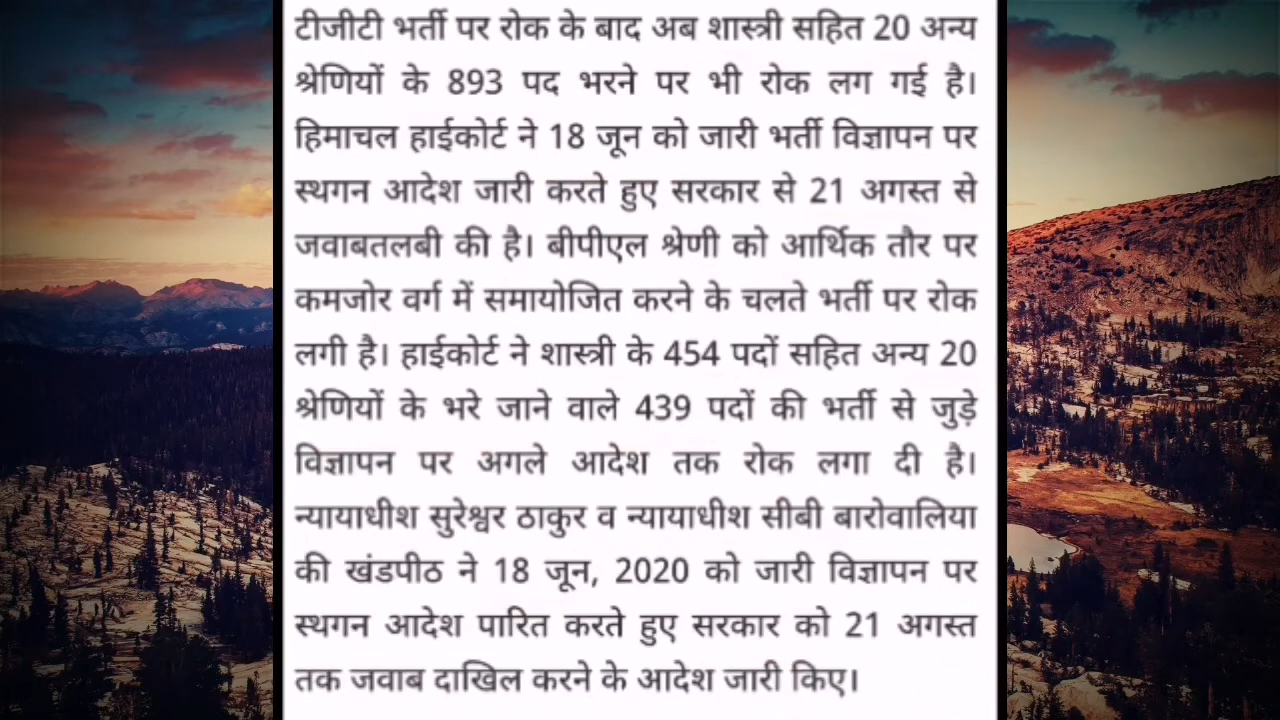 टीजीटी भर्ती पर रोक के बाद अब शास्त्री सहित 20 अन्य
श्रेणियों के 893 पद भरने पर भी रोक लग गई है।
हिमाचल हाईकोर्ट ने 18 जून को जारी भर्ती विज्ञापन पर
स्थगन आदेश जारी करते हुए सरकार से 21 अगस्त से
जवाबतलबी की है। बीपीएल श्रेणी को आर्थिक तौर पर
कमजोर वर्ग में समायोजित करने के चलते भर्ती पर रोक
लगी है। हाईकोर्ट ने शास्त्री के 454 पदों सहित अन्य 20
श्रेणियों के भरे जाने वाले 439 पदों की भर्ती से जुड़े
विज्ञापन पर अगले आदेश तक रोक लगा दी है।
न्यायाधीश सुरेश्वर ठाकुर व न्यायाधीश सीबी बारोवालिया
की खंडपीठ ने 18 जून, 2020 को जारी विज्ञापन पर
स्थगन आदेश पारित करते हुए सरकार को 21 अगस्त
तक जवाब दाखिल करने के आदेश जारी किए।